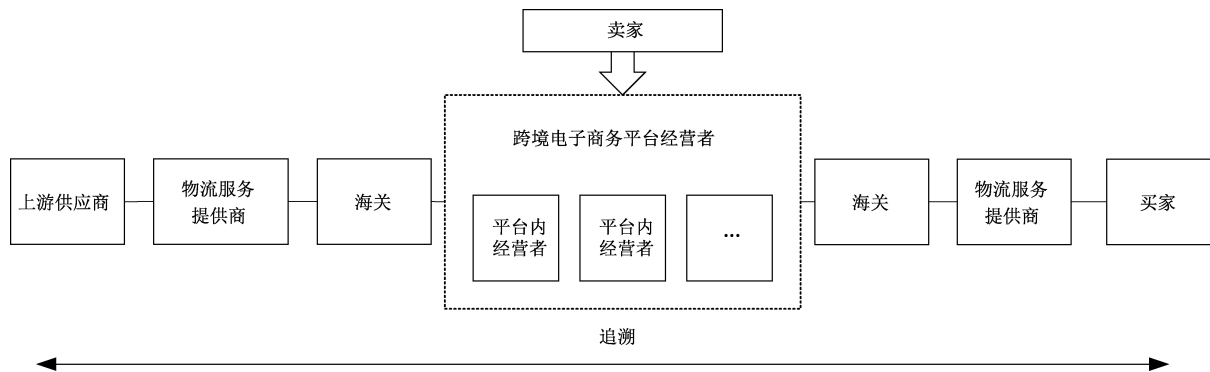 卖家
跨境电子商务平台经营者
上游供应商
物流服务
提供商
海关
平台内
经营者
平台内
经营者
...
海关
物流服务
提供商
买家
追溯